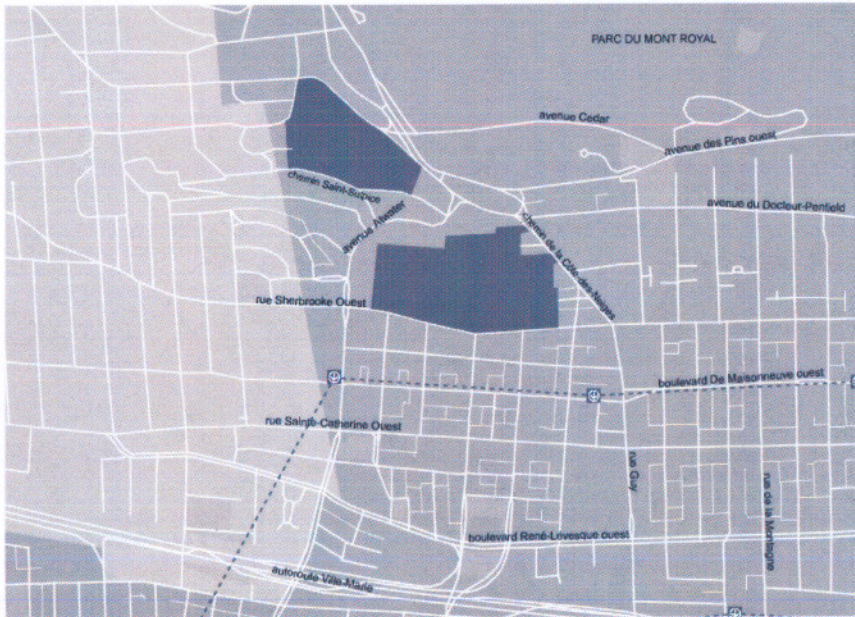 PARC DU MONT ROYAL
avenue Cedar
avenue des Pins ouest
chemin Saint-Sulpice
avenue du Docteur-Penfield
avenue Atwater
chemin de la Côte-des-Neiges
rue Sherbrooke Ouest
boulevard De Maisonneuve ouest
rue Sainte-Catherine Ouest
rue Guy
rue de la Montagne
boulevard René-Lévesque ouest
autoroute Ville-Marie